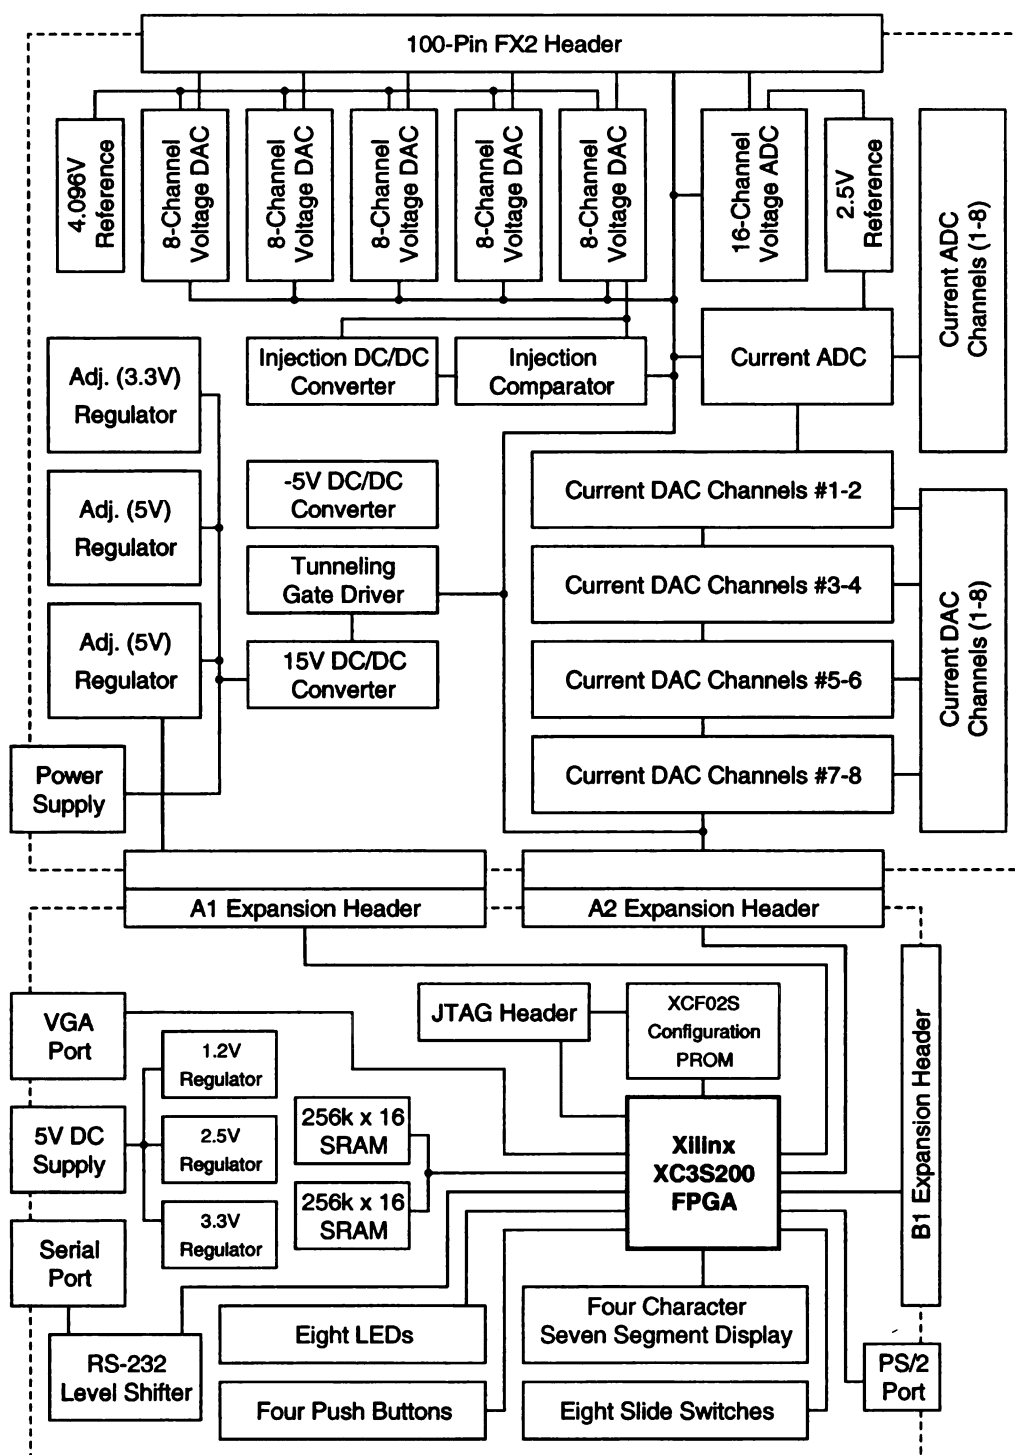 100-Pin FX2 Header
4.096V
Reference
8-Channel
Voltage DAC
8-Channel
Voltage DAC
8-Channel
Voltage DAC
8-Channel
Voltage DAC
8-Channel
Voltage DAC
16-Channel
Voltage ADC
2.5V
Reference
Current ADC
Channels (1-8)
Adj. (3.3V)
Regulator
Injection DC/DC
Converter
Injection
Comparator
Current ADC
Adj. (5V)
Regulator
-5V DC/DC
Converter
Current DAC Channels #1-2
Tunneling
Gate Driver
Current DAC Channels #3-4
Current DAC
Channels (1-8)
Adj. (5V)
Regulator
15V DC/DC
Converter
Current DAC Channels #5-6
Power
Supply
Current DAC Channels #7-8
A1 Expansion Header
A2 Expansion Header
VGA
Port
JTAG Header
XCF02S
Configuration
PROM
B1 Expansion Header
1.2V
Regulator
5V DC
Supply
2.5V
Regulator
256k x 16
SRAM
Xilinx
XC3S200
FPGA
256k x 16
SRAM
3.3V
Regulator
Serial
Port
Eight LEDs
Four Character
Seven Segment Display
RS-232
Level Shifter
PS/2
Port
Four Push Buttons
Eight Slide Switches